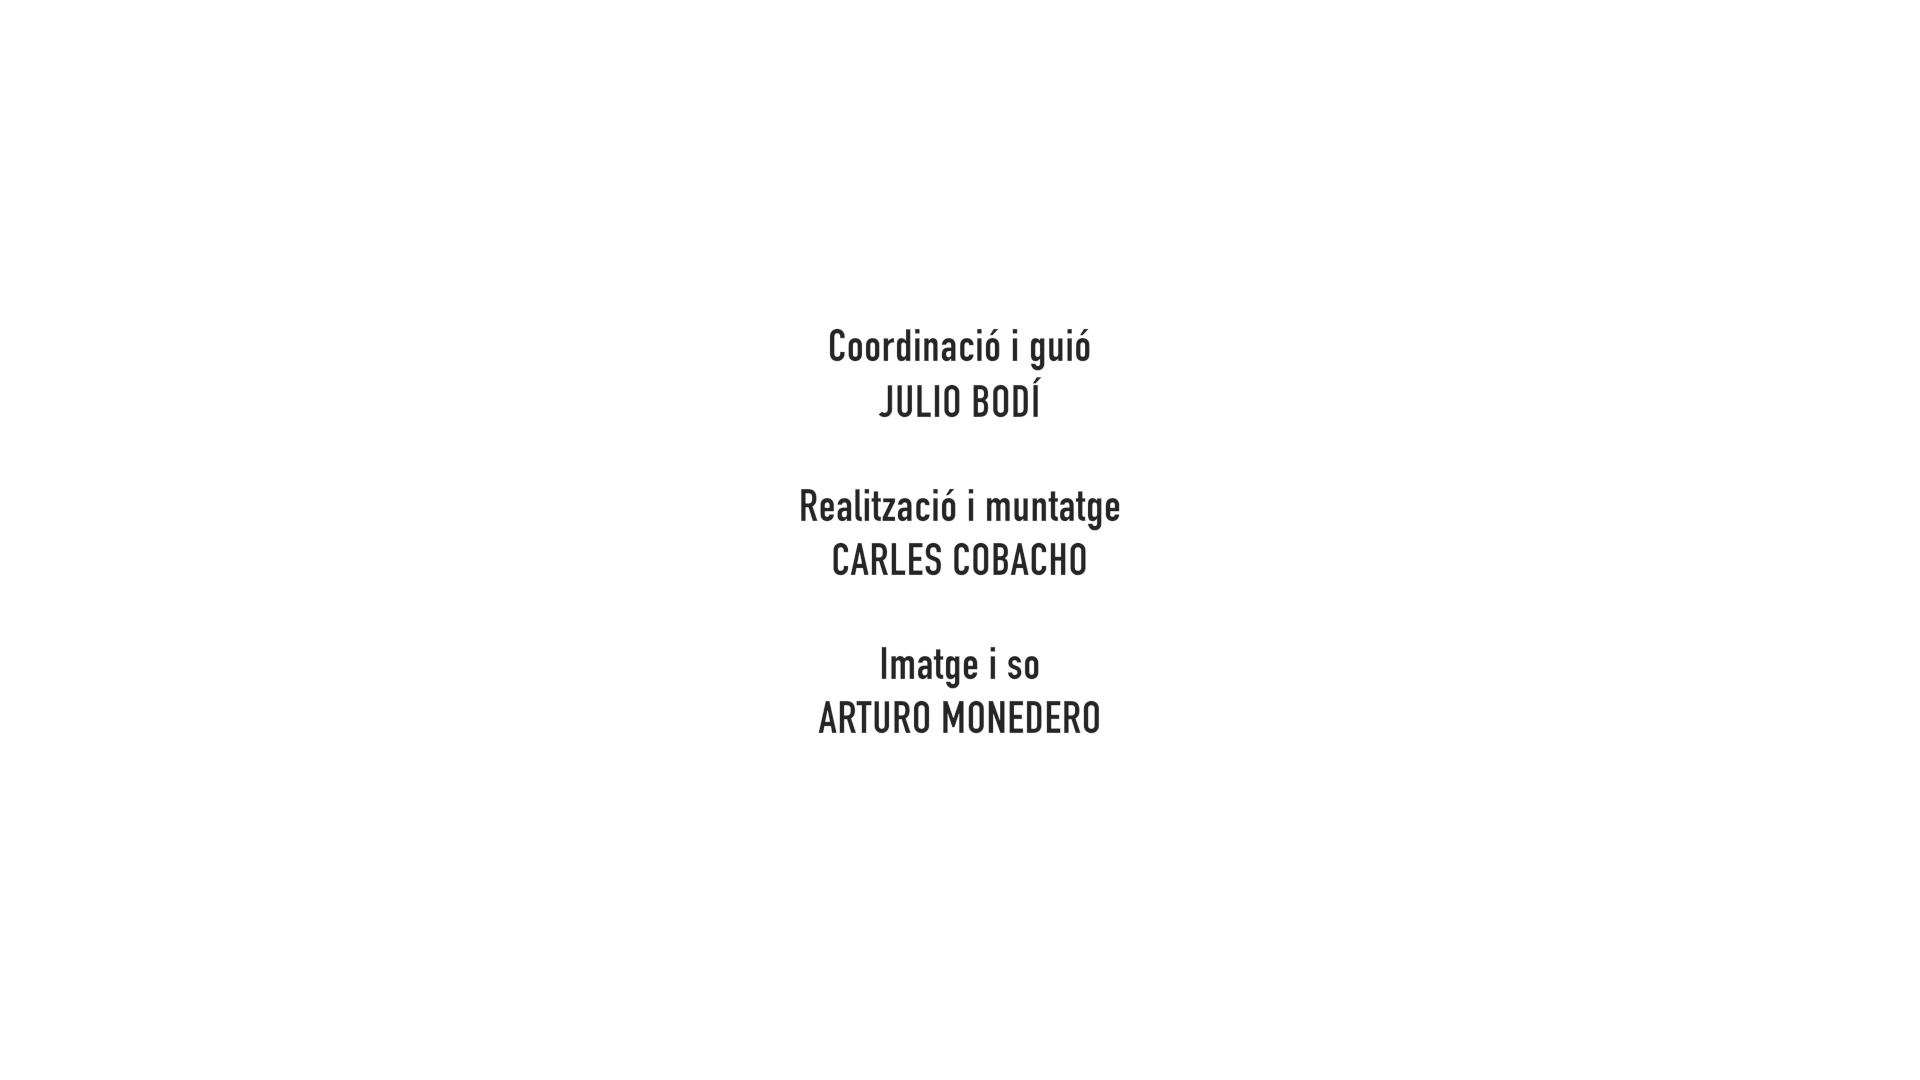 Coordinació i guió
JULIO BODÍ
Realització i muntatge
CARLES COBACHO
Imatge i so
ARTURO MONEDERO